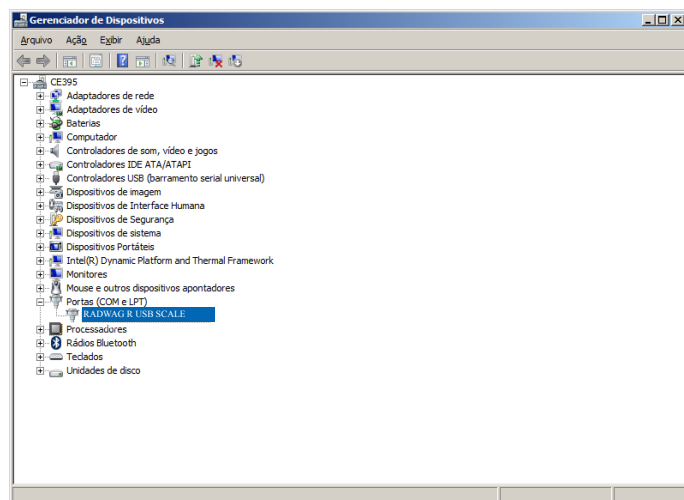 Gerenciador de Dispositivos
Arquivo Ação Exibir Ajuda
CE395
Adaptadores de rede
Adaptadores de vídeo
Baterias
Computador
Controladores de som, vídeo e jogos
Controladores IDE ATA/ATAPI
Controladores USB (barramento serial universal)
Dispositivos de imagem
Dispositivos de Interface Humana
Dispositivos de Segurança
Dispositivos de sistema
Dispositivos Portáteis
Intel(R) Dynamic Platform and Thermal Framework
Monitores
Mouse e outros dispositivos apontadores
Portas (COM e LPT)
RADWAG R USB SCALE
Processadores
Rádios Bluetooth
Teclados
Unidades de disco